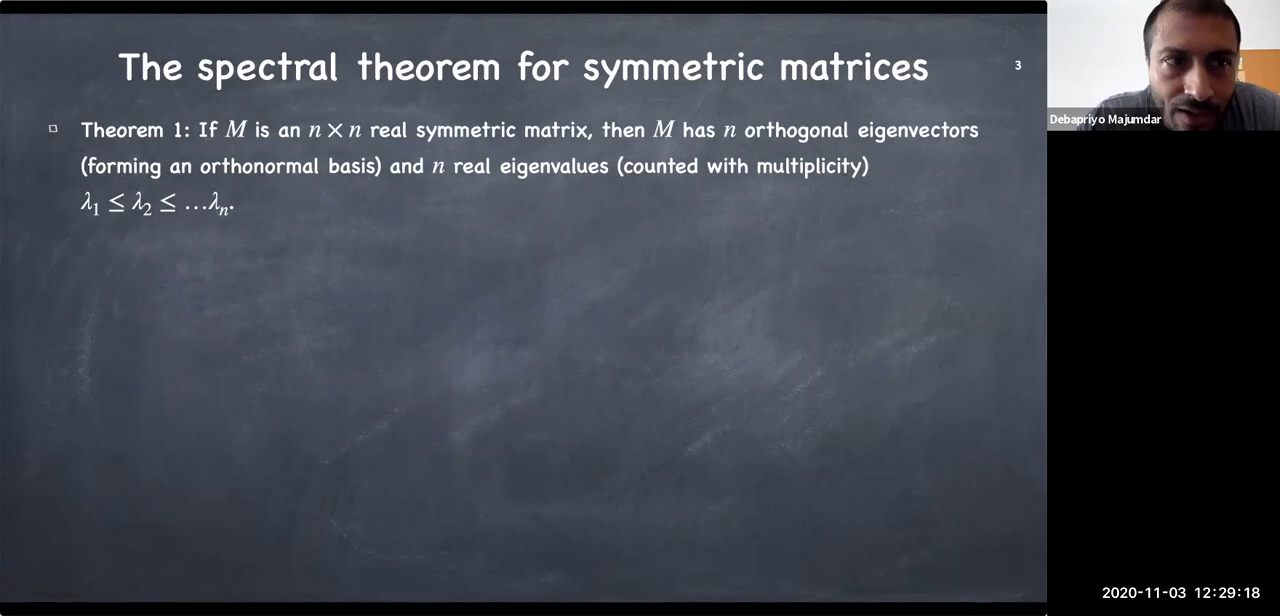 The spectral theorem for symmetric matrices
3
Theorem 1: If M is an n × n real symmetric matrix, then M has n orthogonal eigenvectors
(forming an orthonormal basis) and n real eigenvalues (counted with multiplicity)
λ₁ ≤ λ₂ ≤ …λₙ.
Debapriyo Majumdar
2020-11-03 12:29:18